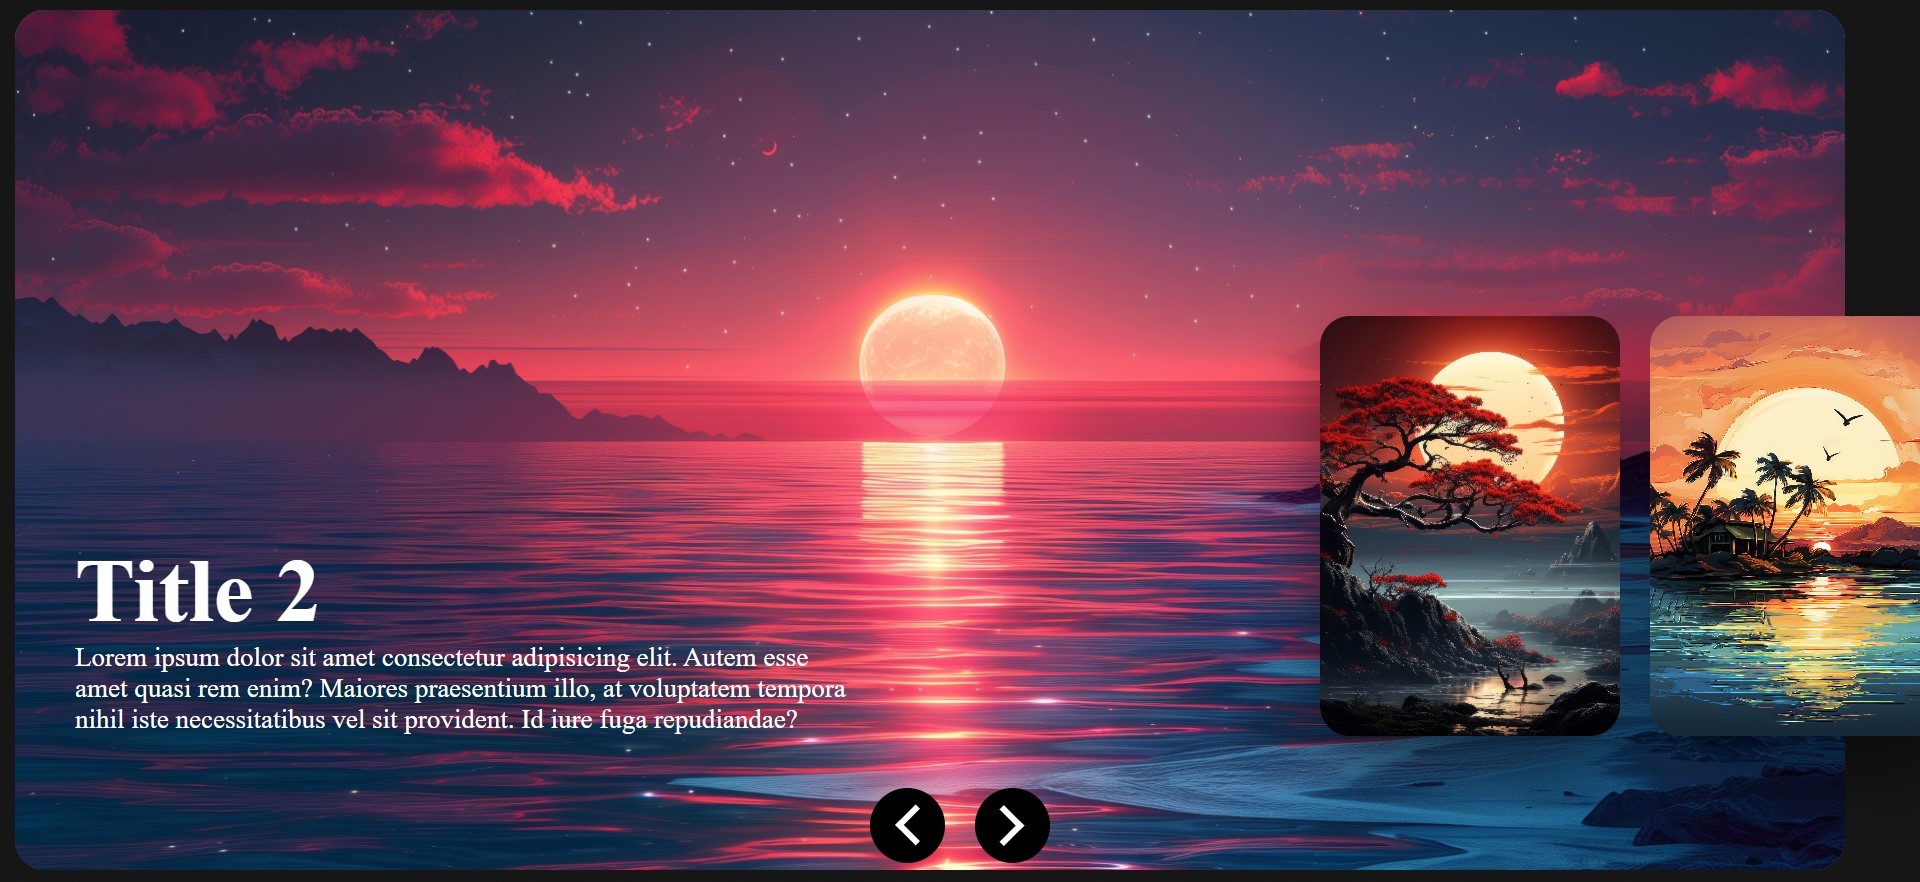 Title 2
Lorem ipsum dolor sit amet consectetur adipisicing elit. Autem esse
amet quasi rem enim? Maiores praesentium illo, at voluptatem tempora
nihil iste necessitatibus vel sit provident. Id iure fuga repudiandae?